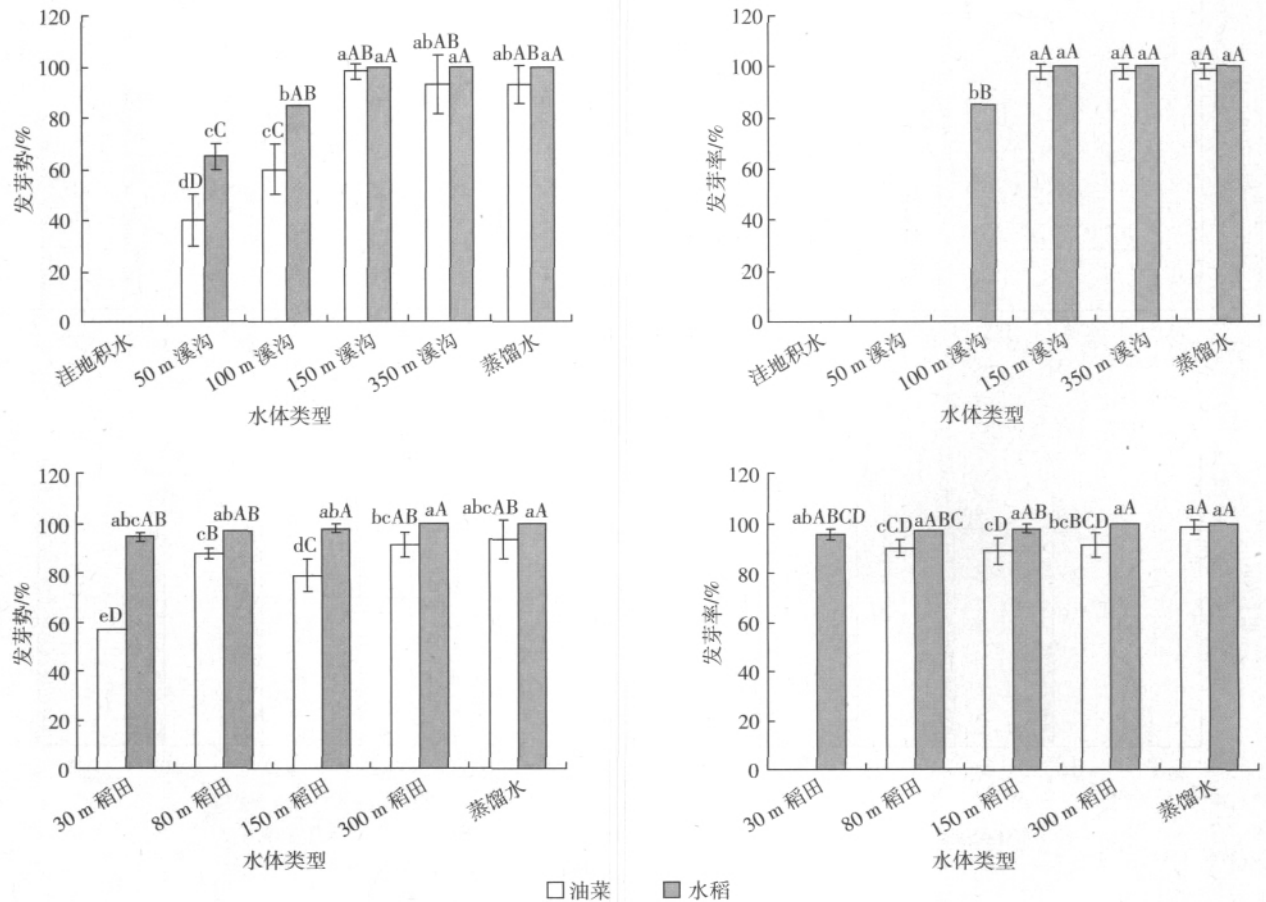 120
100
80
60
40
20
0
发芽势/%
dD
cC
cC
bAB
aAB
aA
abAB
aA
abAB
aA
洼地积水
50 m 溪沟
100 m 溪沟
150 m 溪沟
350 m 溪沟
蒸馏水
水体类型
120
100
80
60
40
20
0
发芽率/%
bB
aA
aA
aA
aA
aA
aA
洼地积水
50 m 溪沟
100 m 溪沟
150 m 溪沟
350 m 溪沟
蒸馏水
水体类型
120
100
80
60
40
20
0
发芽势/%
eD
abcAB
cB
abAB
dC
abA
bcAB
aA
abcAB
aA
30 m 稻田
80 m 稻田
150 m 稻田
300 m 稻田
蒸馏水
水体类型
120
100
80
60
40
20
0
发芽率/%
abABCD
cCD
aABC
cD
aAB
bcBCD
aA
aA
aA
30 m 稻田
80 m 稻田
150 m 稻田
300 m 稻田
蒸馏水
水体类型
油菜
水稻